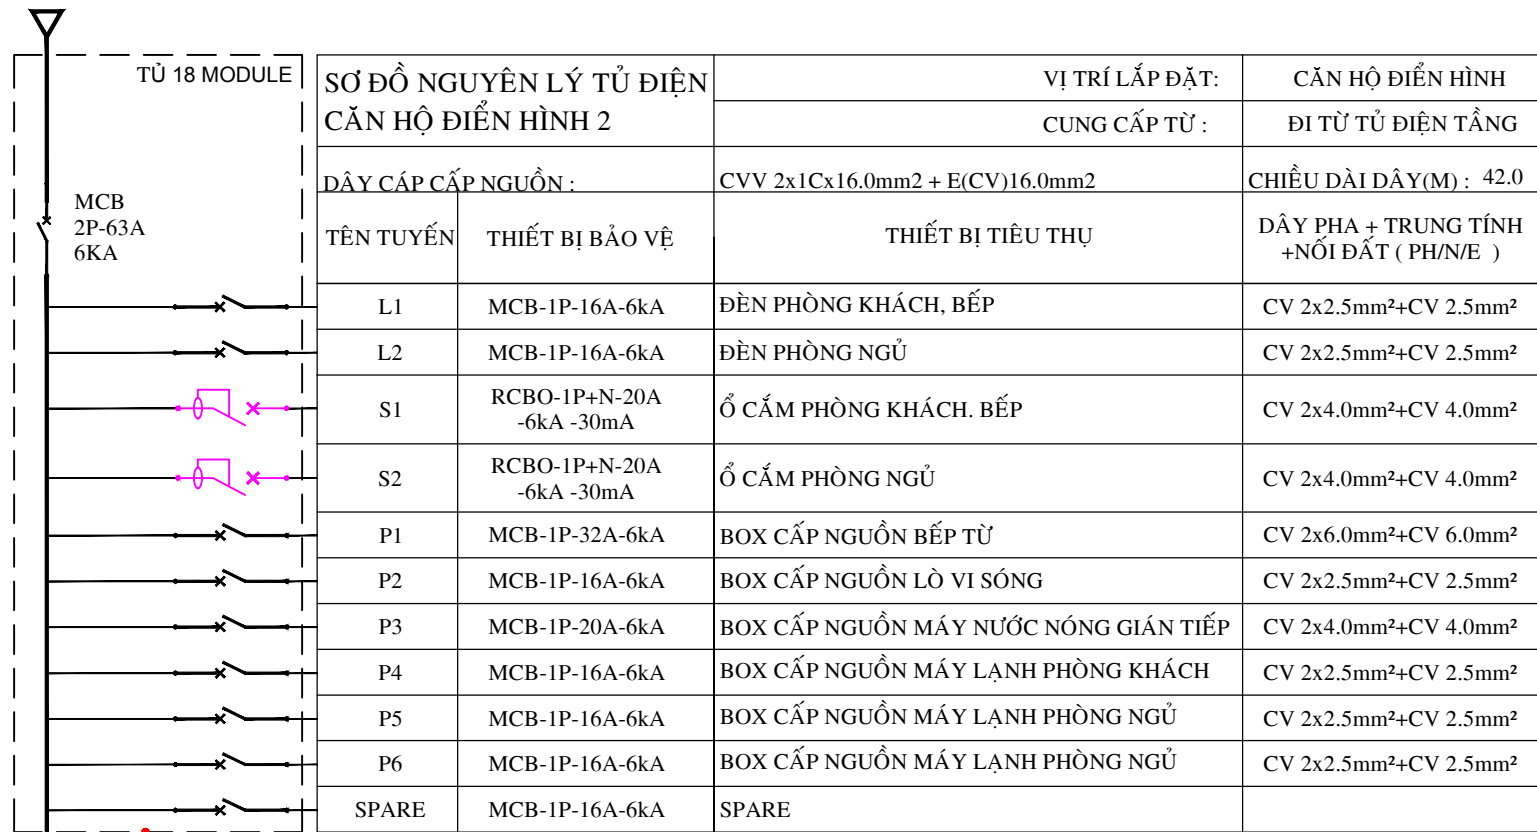 TỦ 18 MODULE
MCB
2P-63A
6KA
SƠ ĐỒ NGUYÊN LÝ TỦ ĐIỆN
CĂN HỘ ĐIỂN HÌNH 2
VỊ TRÍ LẮP ĐẶT: CĂN HỘ ĐIỂN HÌNH
CUNG CẤP TỪ : ĐI TỪ TỦ ĐIỆN TẦNG
DÂY CÁP CẤP NGUỒN : CVV 2x1Cx16.0mm2 + E(CV)16.0mm2 CHIỀU DÀI DÂY(M) : 42.0
TÊN TUYẾN THIẾT BỊ BẢO VỆ THIẾT BỊ TIÊU THỤ DÂY PHA + TRUNG TÍNH
+NỐI ĐẤT ( PH/N/E )
L1 MCB-1P-16A-6kA ĐÈN PHÒNG KHÁCH, BẾP CV 2x2.5mm²+CV 2.5mm²
L2 MCB-1P-16A-6kA ĐÈN PHÒNG NGỦ CV 2x2.5mm²+CV 2.5mm²
S1 RCBO-1P+N-20A
-6kA -30mA Ổ CẮM PHÒNG KHÁCH. BẾP CV 2x4.0mm²+CV 4.0mm²
S2 RCBO-1P+N-20A
-6kA -30mA Ổ CẮM PHÒNG NGỦ CV 2x4.0mm²+CV 4.0mm²
P1 MCB-1P-32A-6kA BOX CẤP NGUỒN BẾP TỪ CV 2x6.0mm²+CV 6.0mm²
P2 MCB-1P-16A-6kA BOX CẤP NGUỒN LÒ VI SÓNG CV 2x2.5mm²+CV 2.5mm²
P3 MCB-1P-20A-6kA BOX CẤP NGUỒN MÁY NƯỚC NÓNG GIÁN TIẾP CV 2x4.0mm²+CV 4.0mm²
P4 MCB-1P-16A-6kA BOX CẤP NGUỒN MÁY LẠNH PHÒNG KHÁCH CV 2x2.5mm²+CV 2.5mm²
P5 MCB-1P-16A-6kA BOX CẤP NGUỒN MÁY LẠNH PHÒNG NGỦ CV 2x2.5mm²+CV 2.5mm²
P6 MCB-1P-16A-6kA BOX CẤP NGUỒN MÁY LẠNH PHÒNG NGỦ CV 2x2.5mm²+CV 2.5mm²
SPARE MCB-1P-16A-6kA SPARE